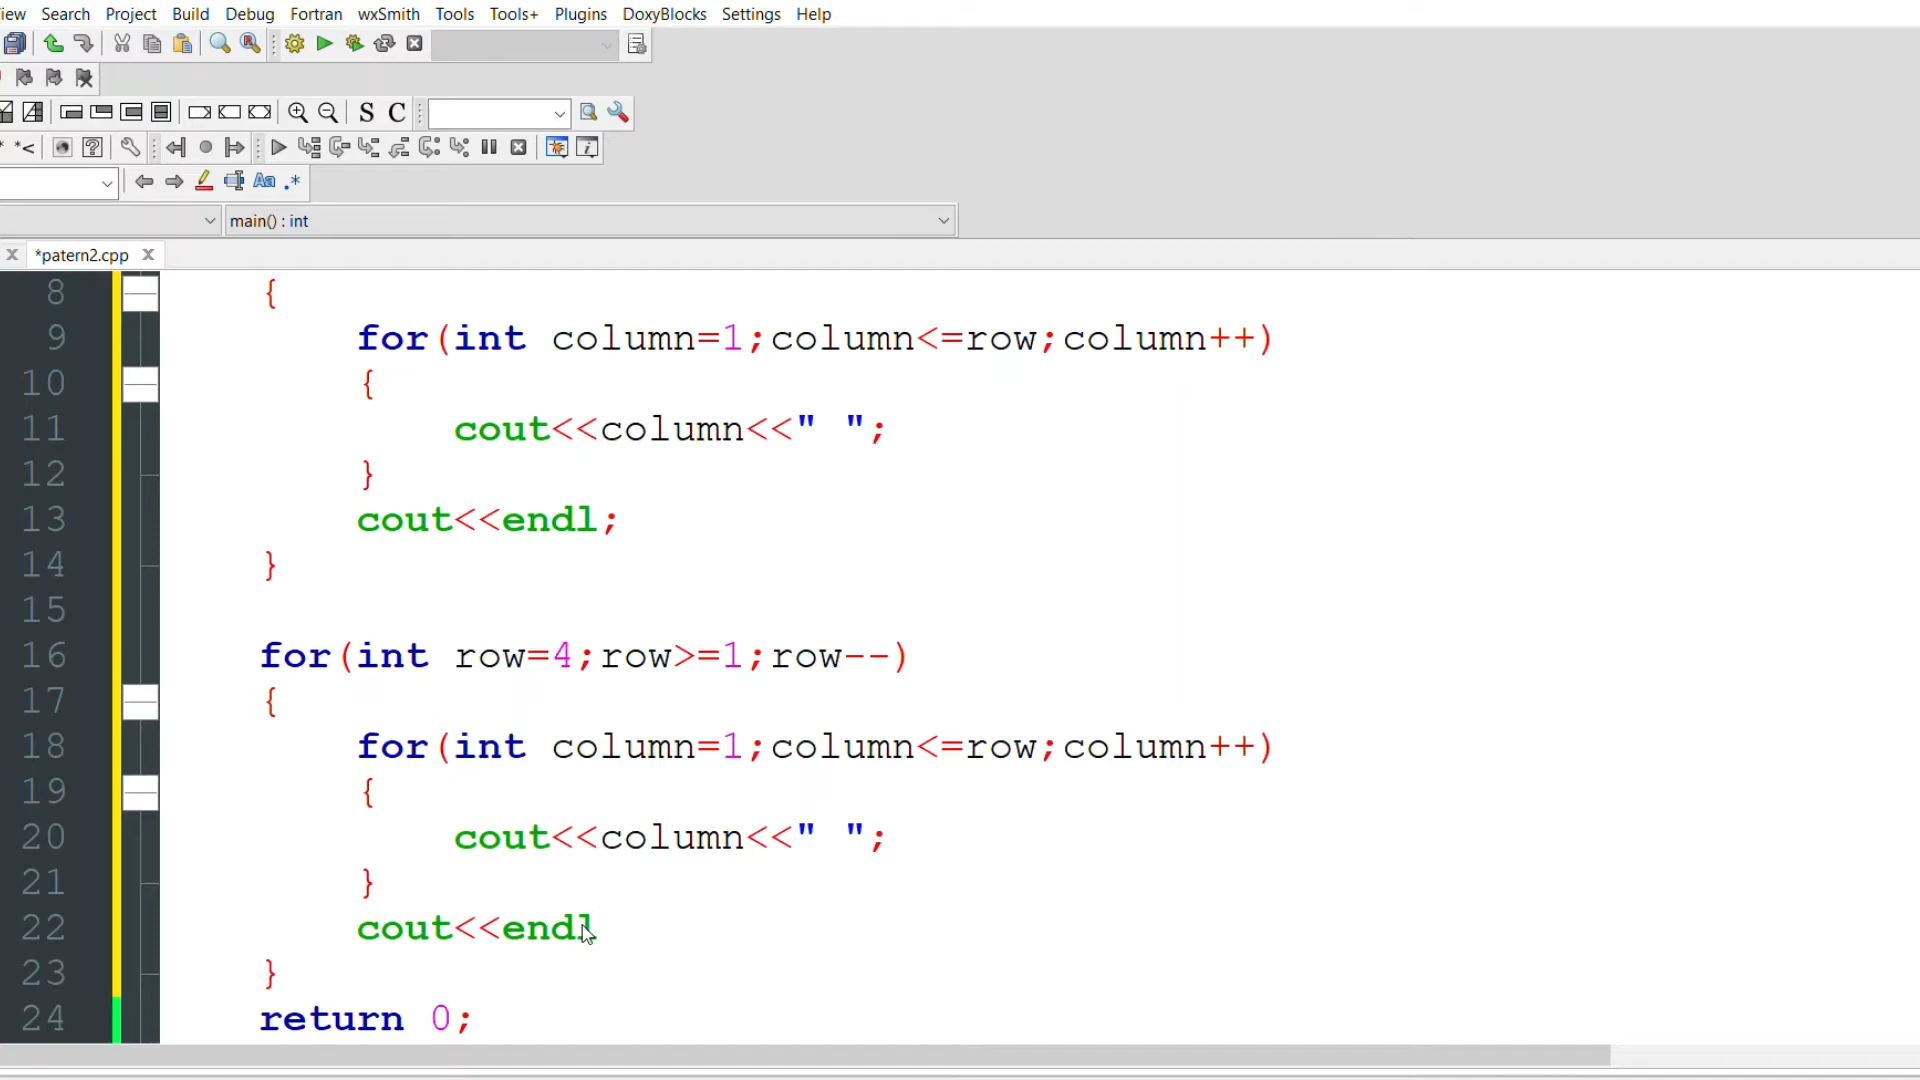 iew Search Project Build Debug Fortran wxSmith Tools Tools+ Plugins DoxyBlocks Settings Help
S C
*<
Aa .*
main() : int
*patern2.cpp
8 {
9 for(int column=1;column<=row;column++)
10 {
11 cout<<column<<" ";
12 }
13 cout<<endl;
14 }
15
16 for(int row=4;row>=1;row--)
17 {
18 for(int column=1;column<=row;column++)
19 {
20 cout<<column<<" ";
21 }
22 cout<<endl
23 }
24 return 0;